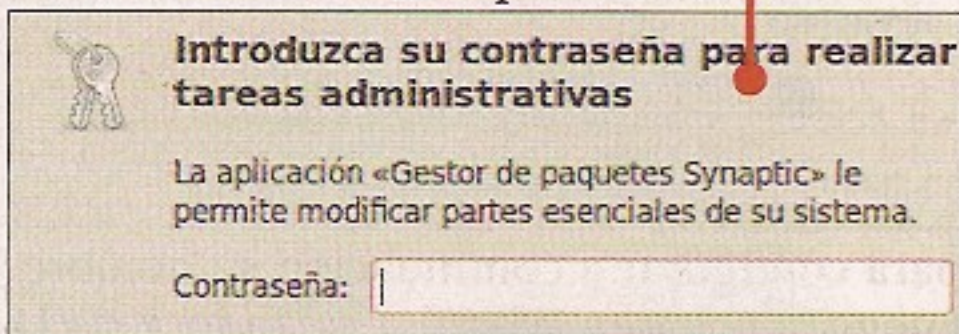 Introduzca su contraseña para realizar
tareas administrativas
La aplicación «Gestor de paquetes Synaptic» le
permite modificar partes esenciales de su sistema.
Contraseña: